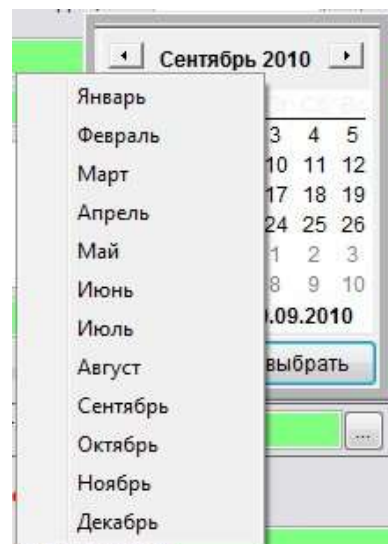 Сентябрь 2010
Январь
Февраль
Март
Апрель
Май
Июнь
Июль
Август
Сентябрь
Октябрь
Ноябрь
Декабрь
3 4 5
10 11 12
17 18 19
24 25 26
1 2 3
8 9 10
.09.2010
выбрать
...